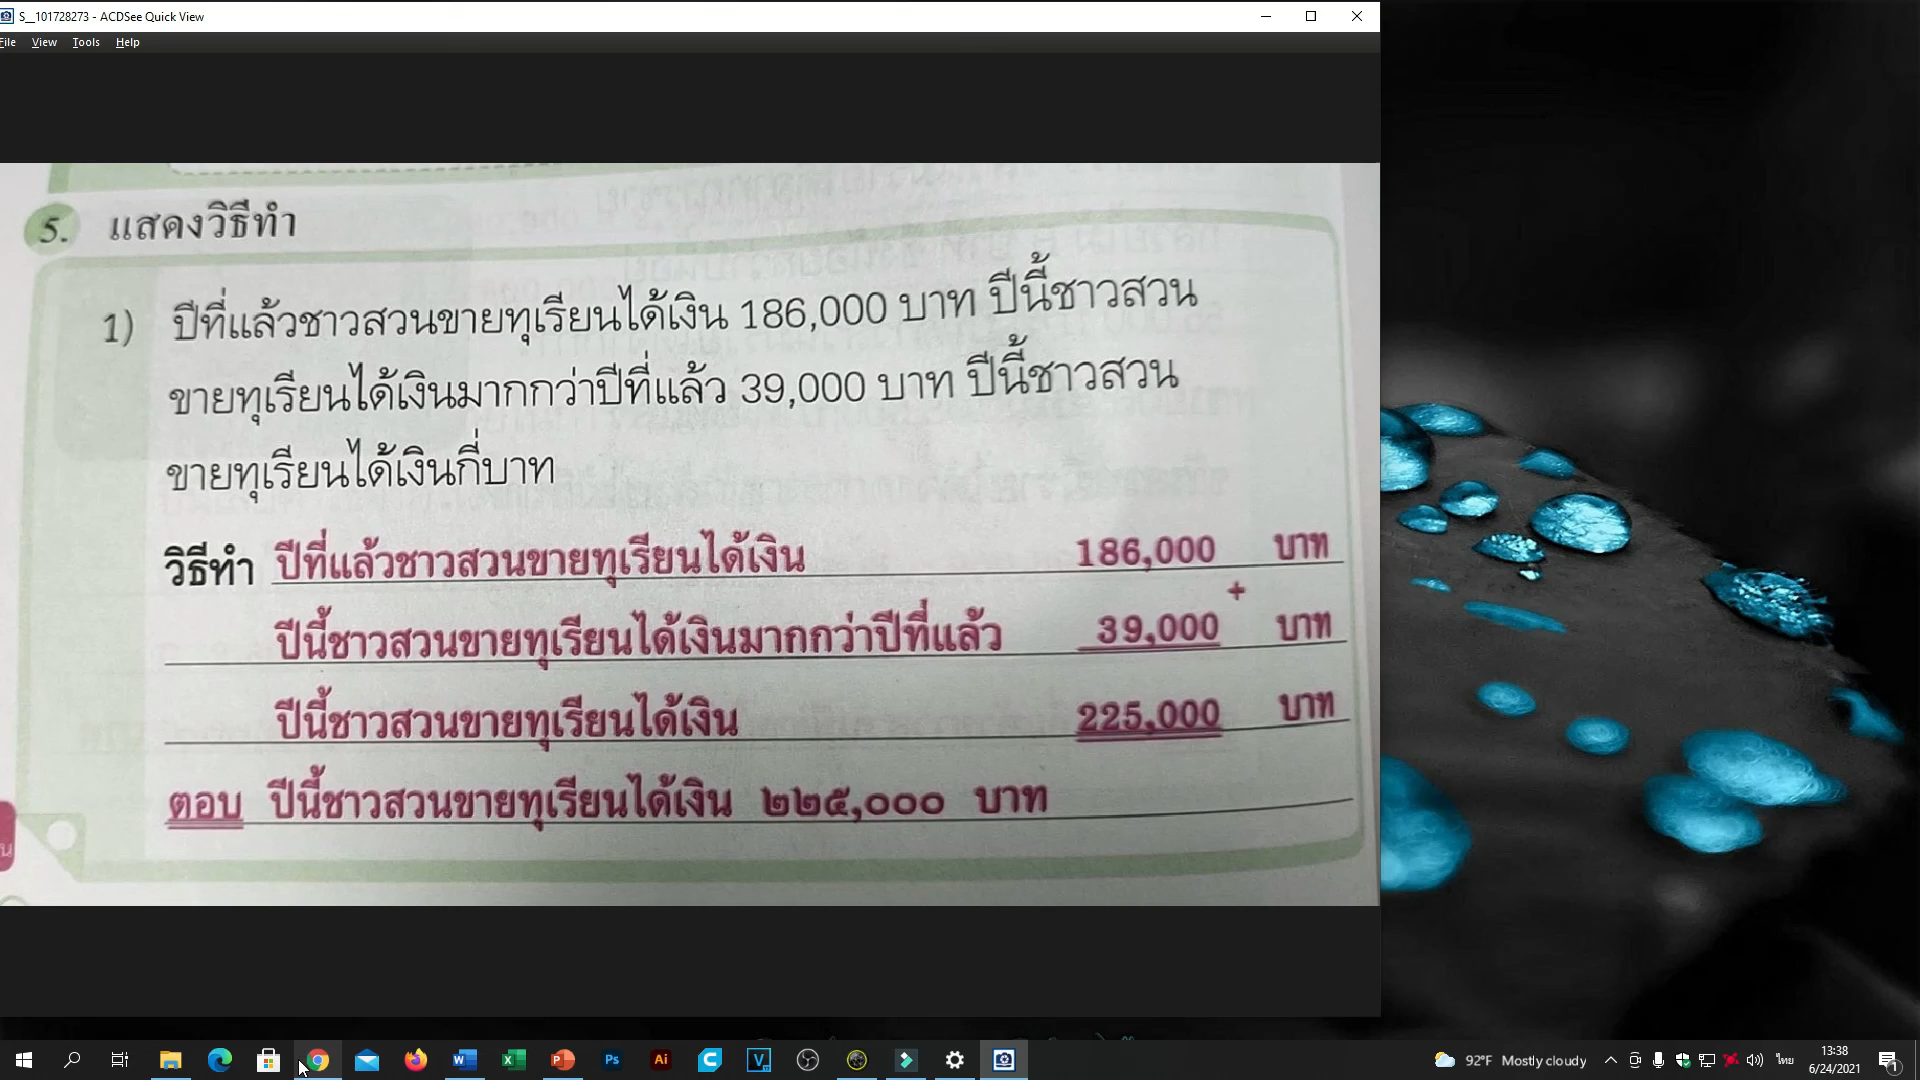 S__101728273 - ACDSee Quick View
File View Tools Help
5. แสดงวิธีทำ
1) ปีที่แล้วชาวสวนขายทุเรียนได้เงิน 186,000 บาท ปีนี้ชาวสวน
ขายทุเรียนได้เงินมากกว่าปีที่แล้ว 39,000 บาท ปีนี้ชาวสวน
ขายทุเรียนได้เงินกี่บาท
วิธีทำ ปีที่แล้วชาวสวนขายทุเรียนได้เงิน 186,000 บาท
+
ปีนี้ชาวสวนขายทุเรียนได้เงินมากกว่าปีที่แล้ว 39,000 บาท
ปีนี้ชาวสวนขายทุเรียนได้เงิน 225,000 บาท
ตอบ ปีนี้ชาวสวนขายทุเรียนได้เงิน ๒๒๕,๐๐๐ บาท
น
92°F Mostly cloudy ไทย 13:38
6/24/2021 1